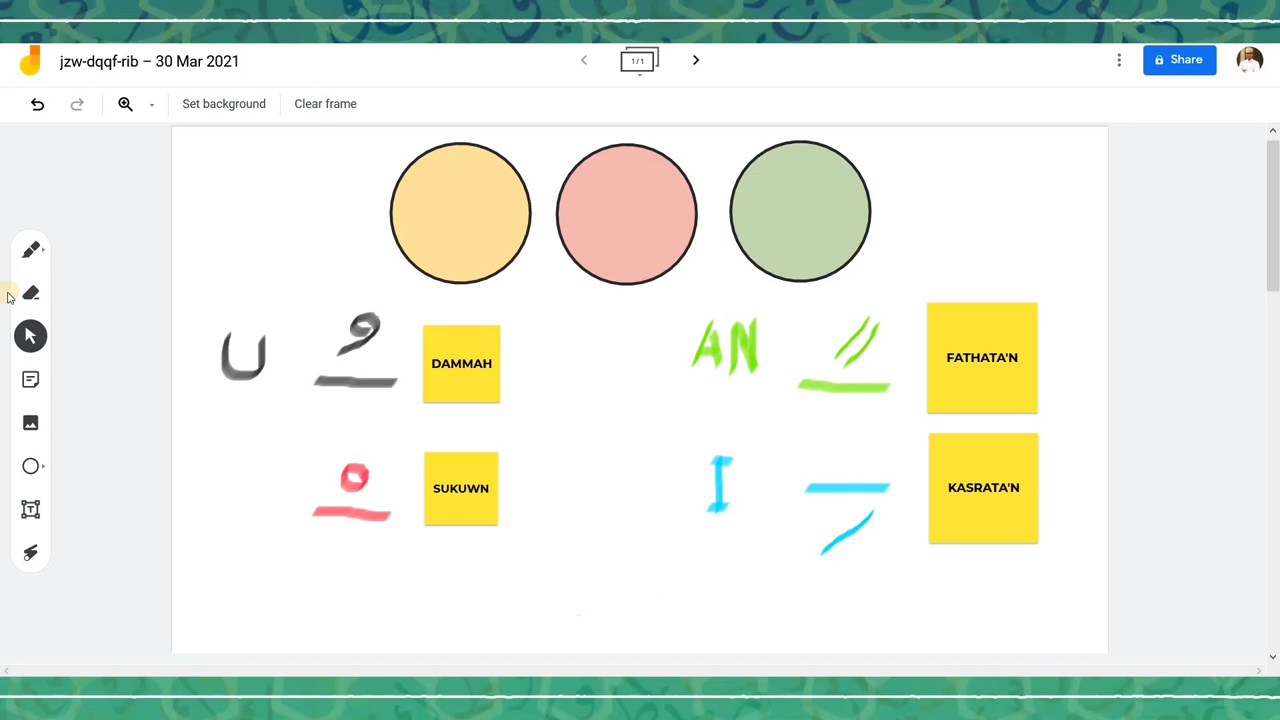 jzw-dqqf-rib – 30 Mar 2021
1/1
Share
Set background
Clear frame
U
DAMMAH
AN
FATHATA'N
SUKUWN
I
KASRATA'N